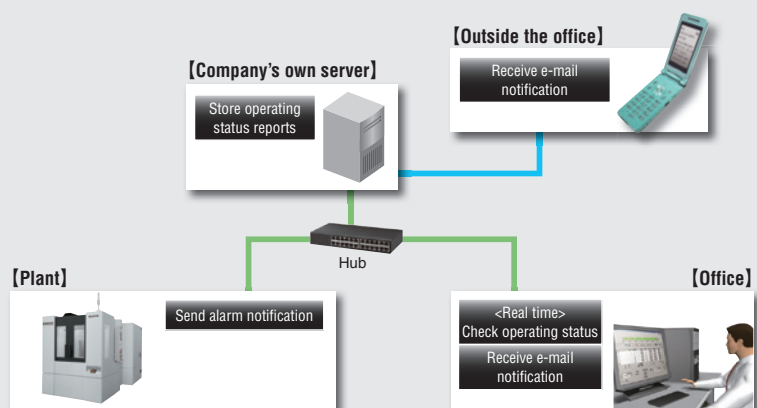 【Outside the office】
Receive e-mail
notification
【Company's own server】
Store operating
status reports
Hub
【Plant】
Send alarm notification
【Office】
<Real time>
Check operating status
Receive e-mail
notification